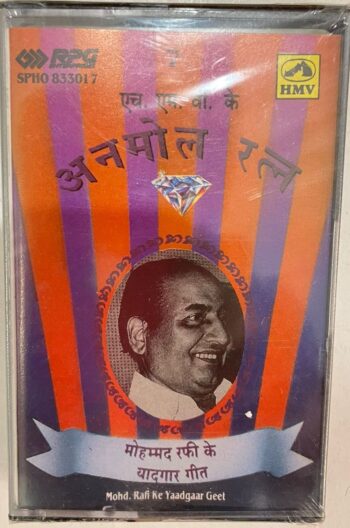 RPG
SPHO 833017
HMV
एच. एम. वी. के
अनमोल रत्न
मोहम्मद रफी के
यादगार गीत
Mohd. Rafi Ke Yaadgaar Geet